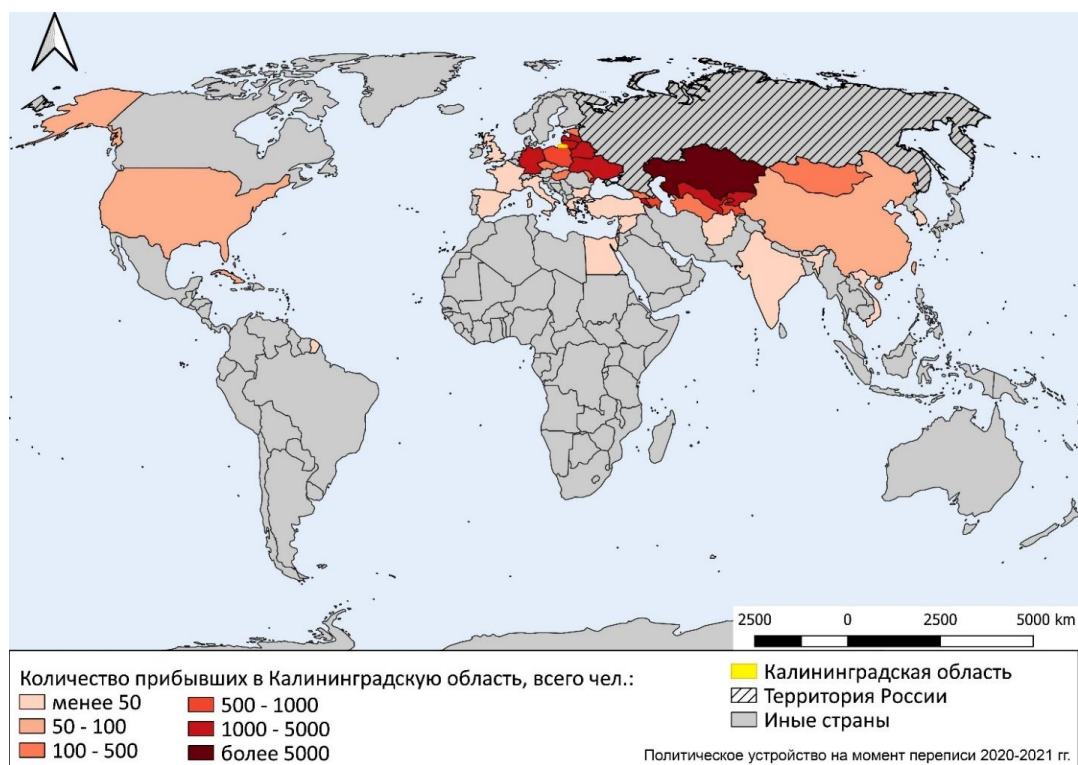 2500 0 2500 5000 km
Количество прибывших в Калининградскую область, всего чел.:
менее 50
50 - 100
100 - 500
500 - 1000
1000 - 5000
более 5000
Калининградская область
Территория России
Иные страны
Политическое устройство на момент переписи 2020-2021 гг.